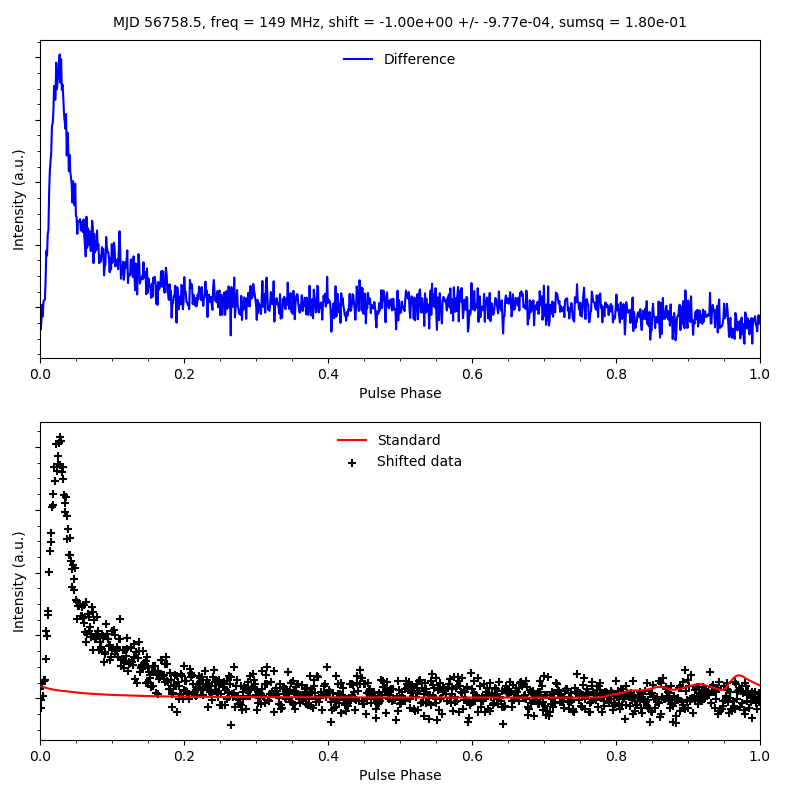 MJD 56758.5, freq = 149 MHz, shift = -1.00e+00 +/- -9.77e-04, sumsq = 1.80e-01
Difference
Intensity (a.u.)
0.0 0.2 0.4 0.6 0.8 1.0
Pulse Phase
Standard
Shifted data
Intensity (a.u.)
0.0 0.2 0.4 0.6 0.8 1.0
Pulse Phase